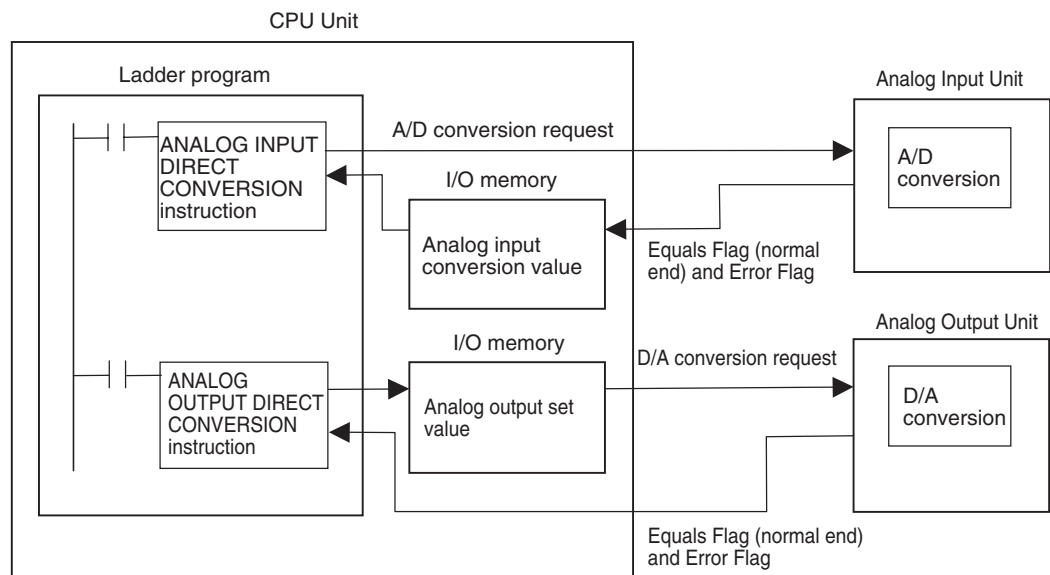 CPU Unit
Ladder program
Analog Input Unit
ANALOG INPUT
DIRECT
CONVERSION
instruction
A/D conversion request
A/D
conversion
I/O memory
Analog input
conversion value
Equals Flag (normal
end) and Error Flag
Analog Output Unit
I/O memory
D/A conversion request
ANALOG
OUTPUT DIRECT
CONVERSION
instruction
Analog output set
value
D/A
conversion
Equals Flag (normal end)
and Error Flag